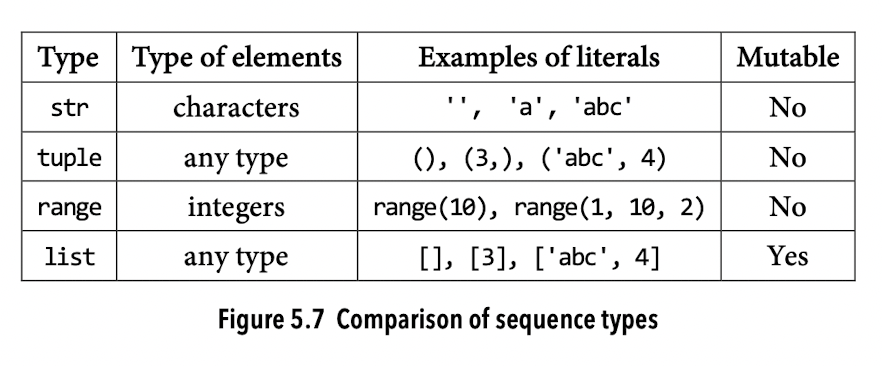 Type Type of elements Examples of literals Mutable
str characters '', 'a', 'abc' No
tuple any type (), (3,), ('abc', 4) No
range integers range(10), range(1, 10, 2) No
list any type [], [3], ['abc', 4] Yes
Figure 5.7 Comparison of sequence types